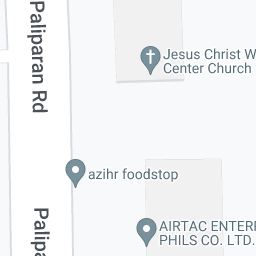 Paliparan Rd
Jesus Christ W
Center Church
azihr foodstop
Palipa
AIRTAC ENTER
PHILS CO. LTD.